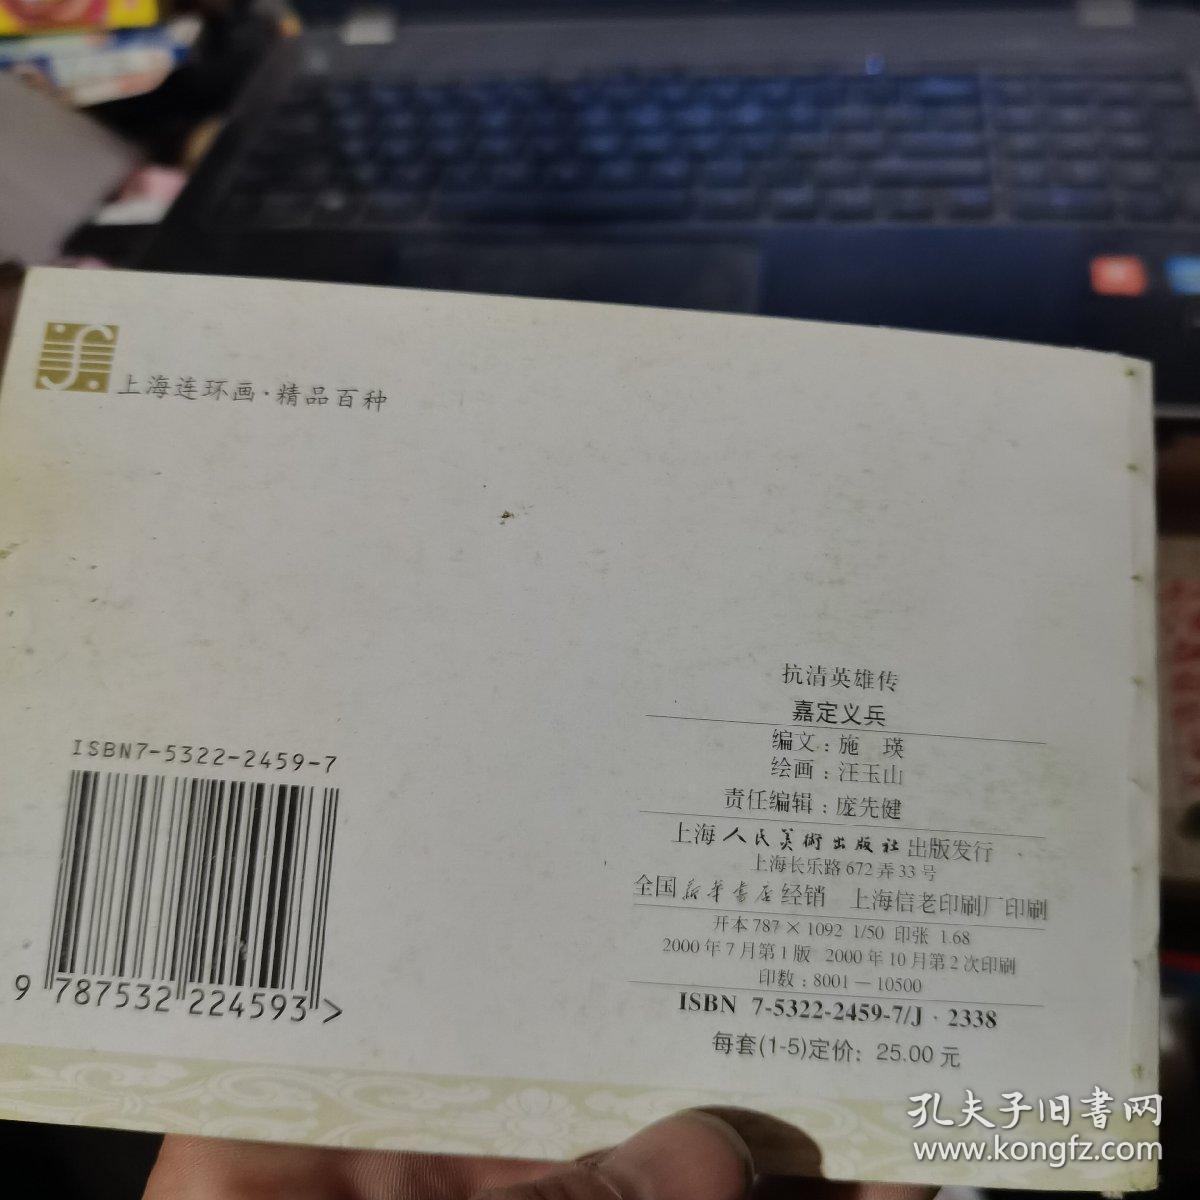 上海连环画·精品百种
抗清英雄传
嘉定义兵
编文：施 瑛
绘画：汪玉山
责任编辑：庞先健
上海人民美術出版社出版发行
上海长乐路672弄33号
全国新华书店经销 上海信老印刷厂印刷
开本787×1092 1/50 印张 1.68
2000年7月第1版 2000年10月第2次印刷
印数：8001—10500
ISBN 7-5322-2459-7/J·2338
每套(1-5)定价：25.00元
ISBN7-5322-2459-7
9 787532 224593>
孔夫子旧書网
www.kongfz.com